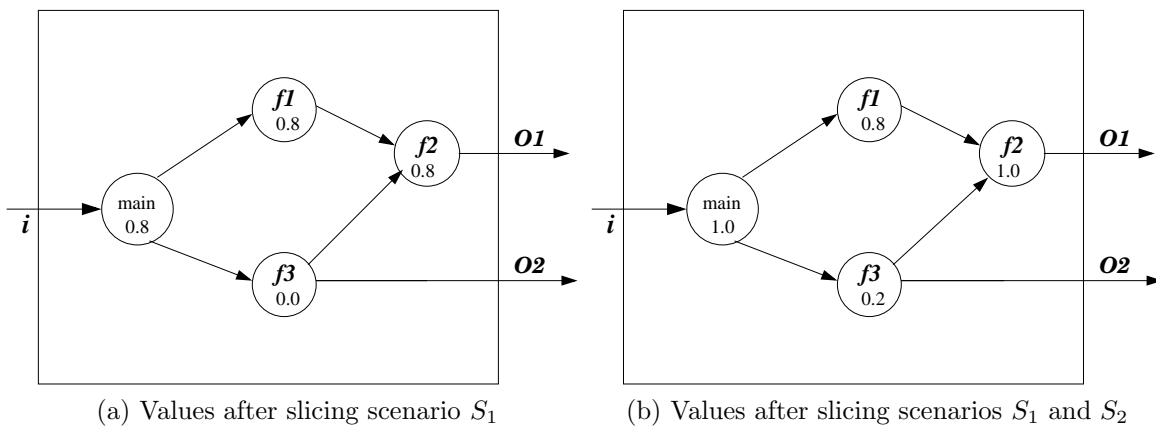 f1
0.8
f2
0.8
O1
main
0.8
i
f3
0.0
O2
(a) Values after slicing scenario S₁
f1
0.8
f2
1.0
O1
main
1.0
i
f3
0.2
O2
(b) Values after slicing scenarios S₁ and S₂